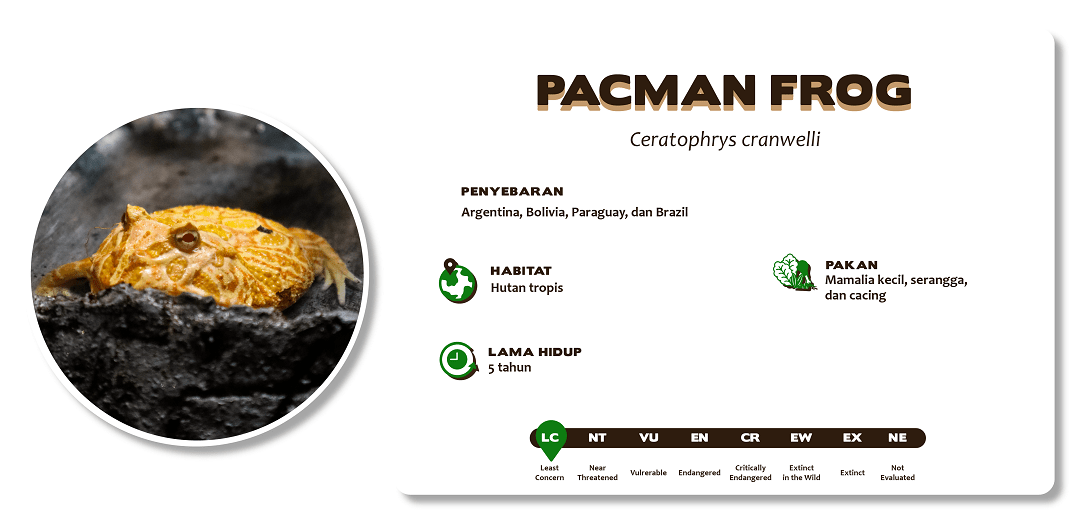 PACMAN FROG
Ceratophrys cranwelli
PENYEBARAN
Argentina, Bolivia, Paraguay, dan Brazil
HABITAT
Hutan tropis
PAKAN
Mamalia kecil, serangga,
dan cacing
LAMA HIDUP
5 tahun
LC NT VU EN CR EW EX NE
Least Concern
Near Threatened
Vulrerable
Endangered
Critically Endangered
Extinct in the Wild
Extinct
Not Evaluated